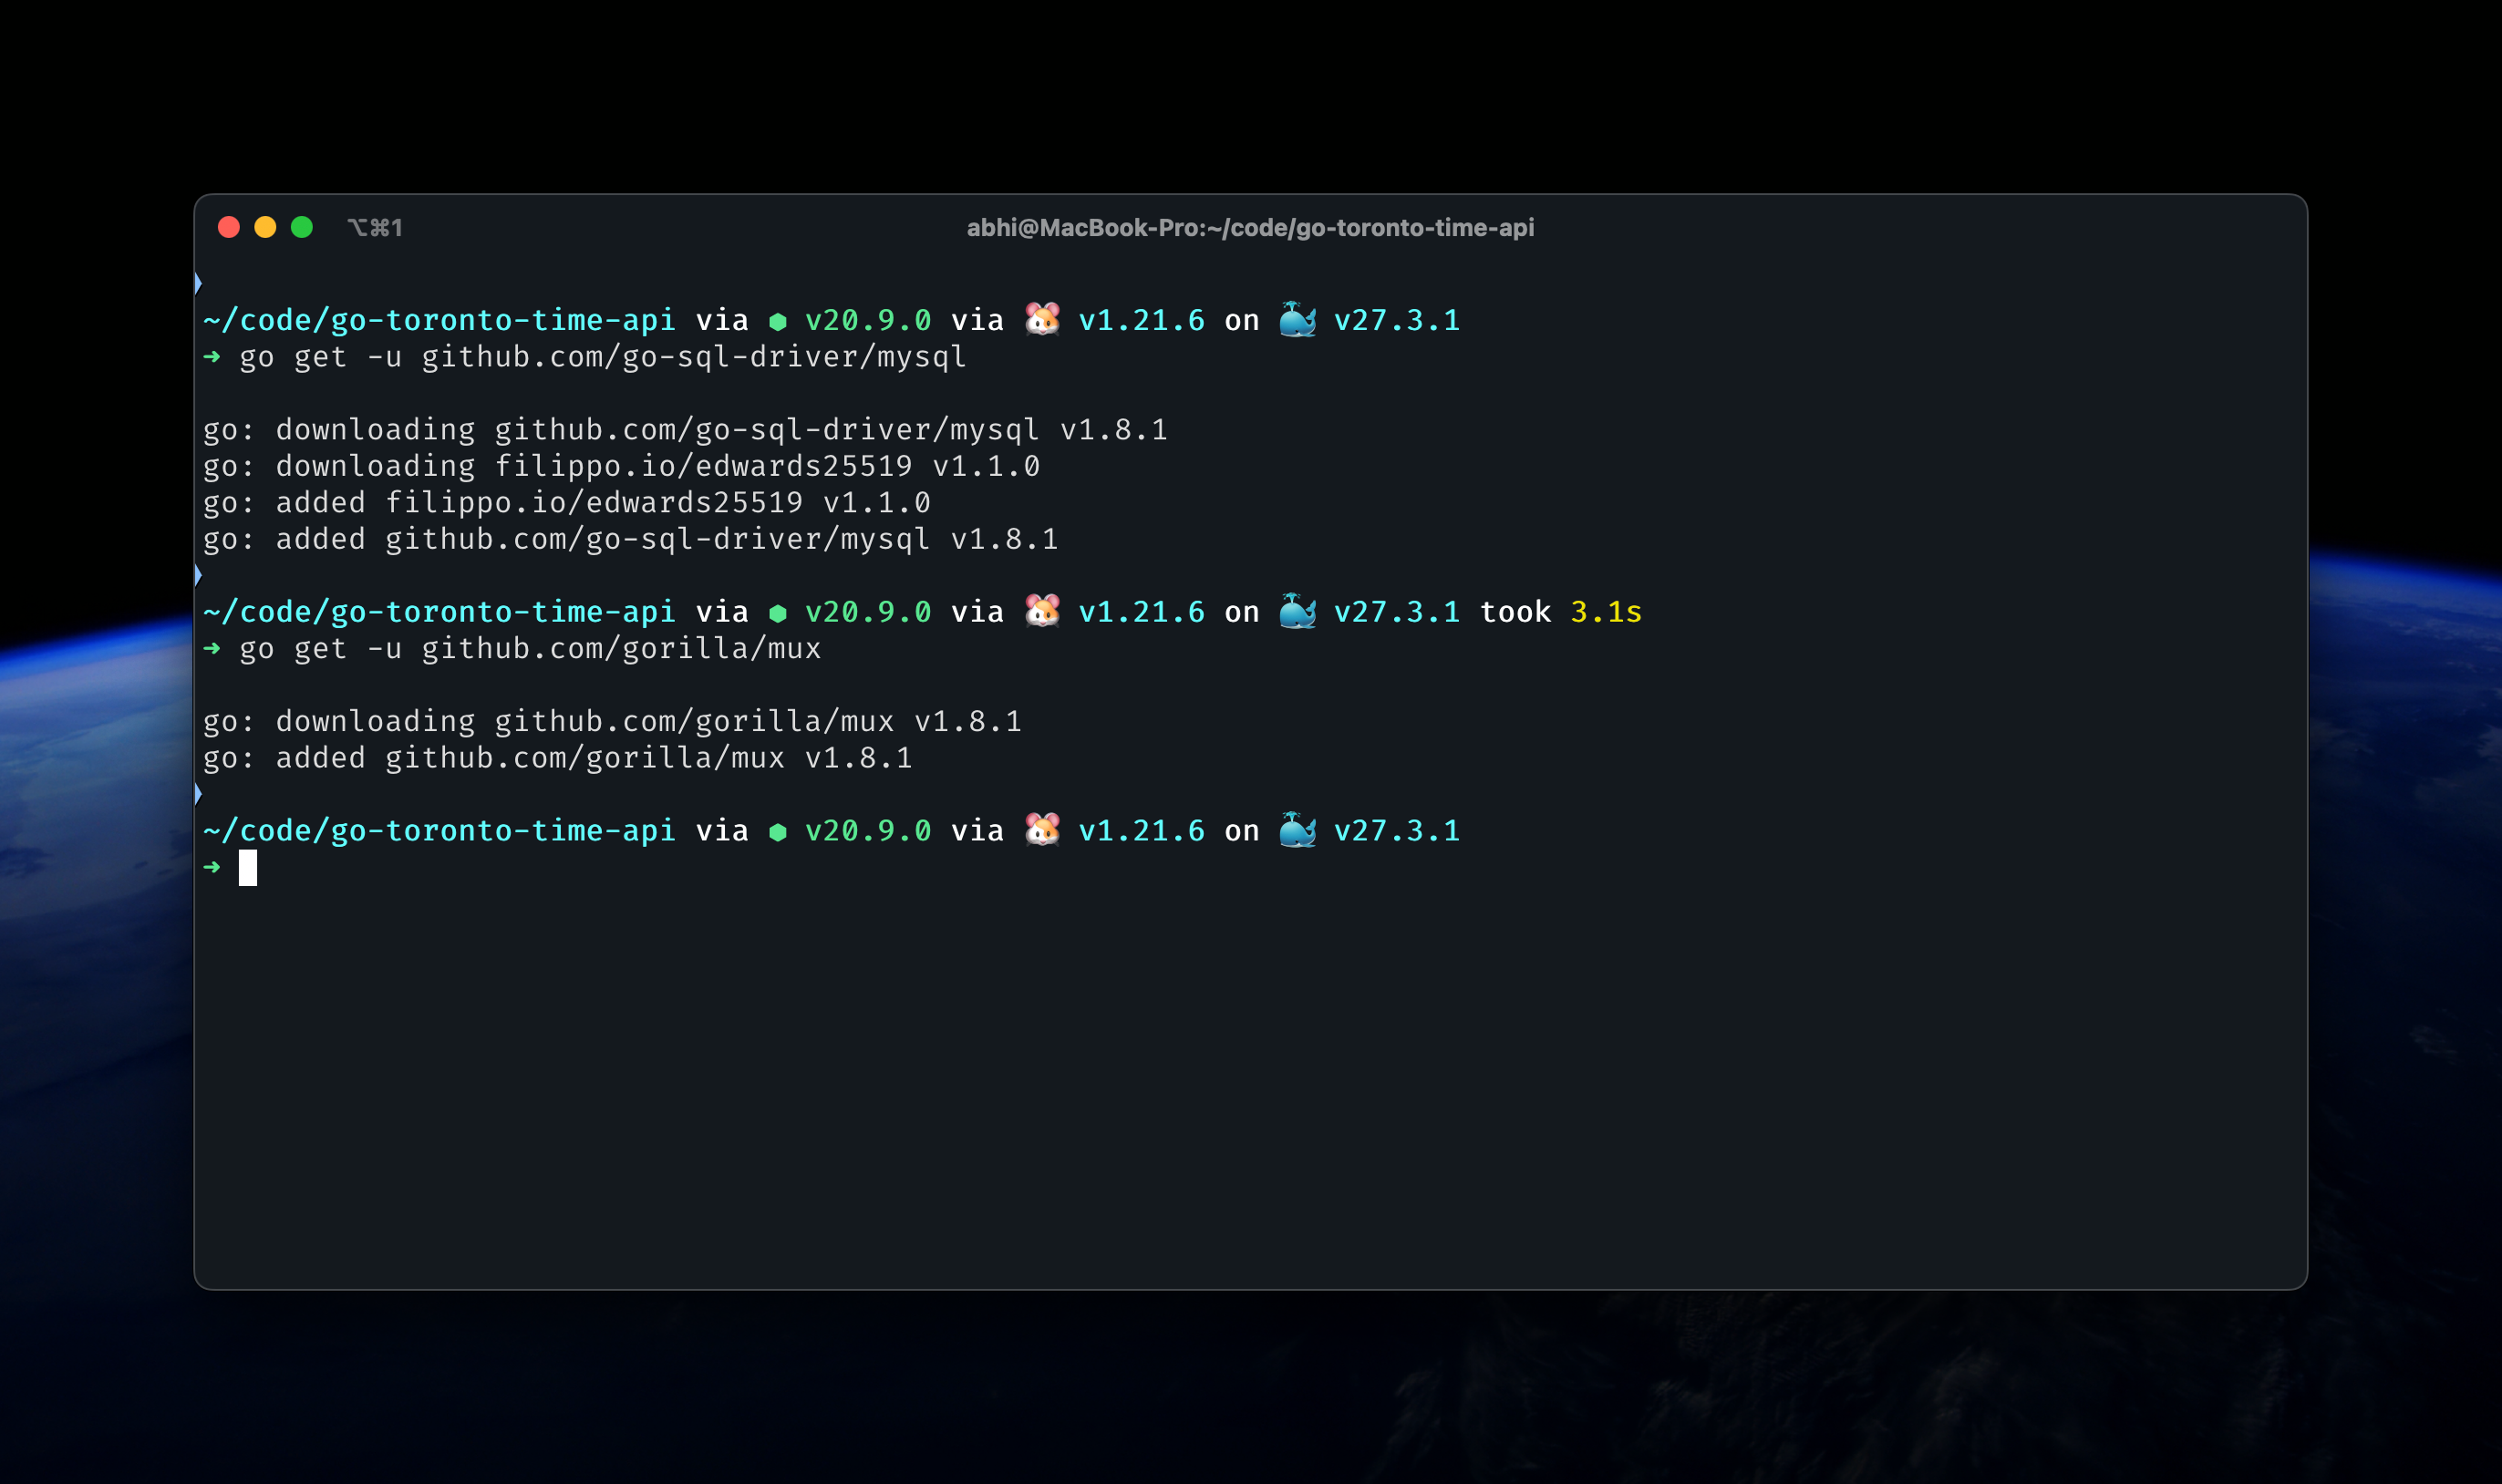 ⌥⌘1
abhi@MacBook-Pro:~/code/go-toronto-time-api
~/code/go-toronto-time-api via ⬢ v20.9.0 via 🐹 v1.21.6 on 🐳 v27.3.1
➜ go get -u github.com/go-sql-driver/mysql
go: downloading github.com/go-sql-driver/mysql v1.8.1
go: downloading filippo.io/edwards25519 v1.1.0
go: added filippo.io/edwards25519 v1.1.0
go: added github.com/go-sql-driver/mysql v1.8.1
~/code/go-toronto-time-api via ⬢ v20.9.0 via 🐹 v1.21.6 on 🐳 v27.3.1 took 3.1s
➜ go get -u github.com/gorilla/mux
go: downloading github.com/gorilla/mux v1.8.1
go: added github.com/gorilla/mux v1.8.1
~/code/go-toronto-time-api via ⬢ v20.9.0 via 🐹 v1.21.6 on 🐳 v27.3.1
➜